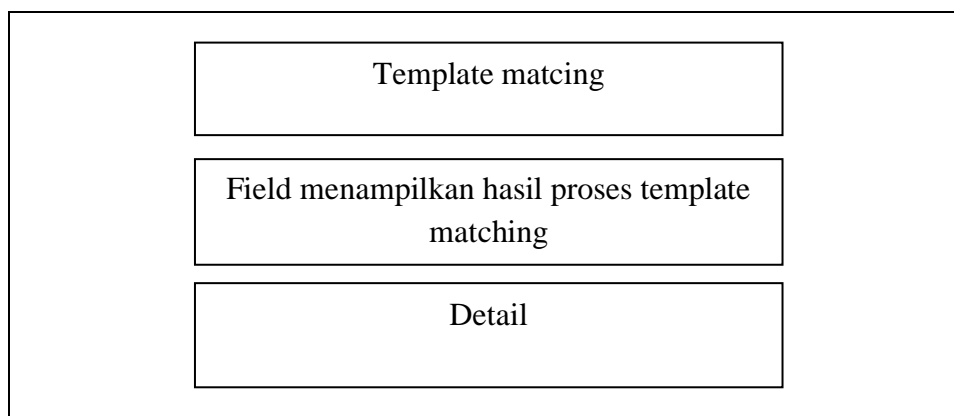 Template matcing
Field menampilkan hasil proses template
matching
Detail